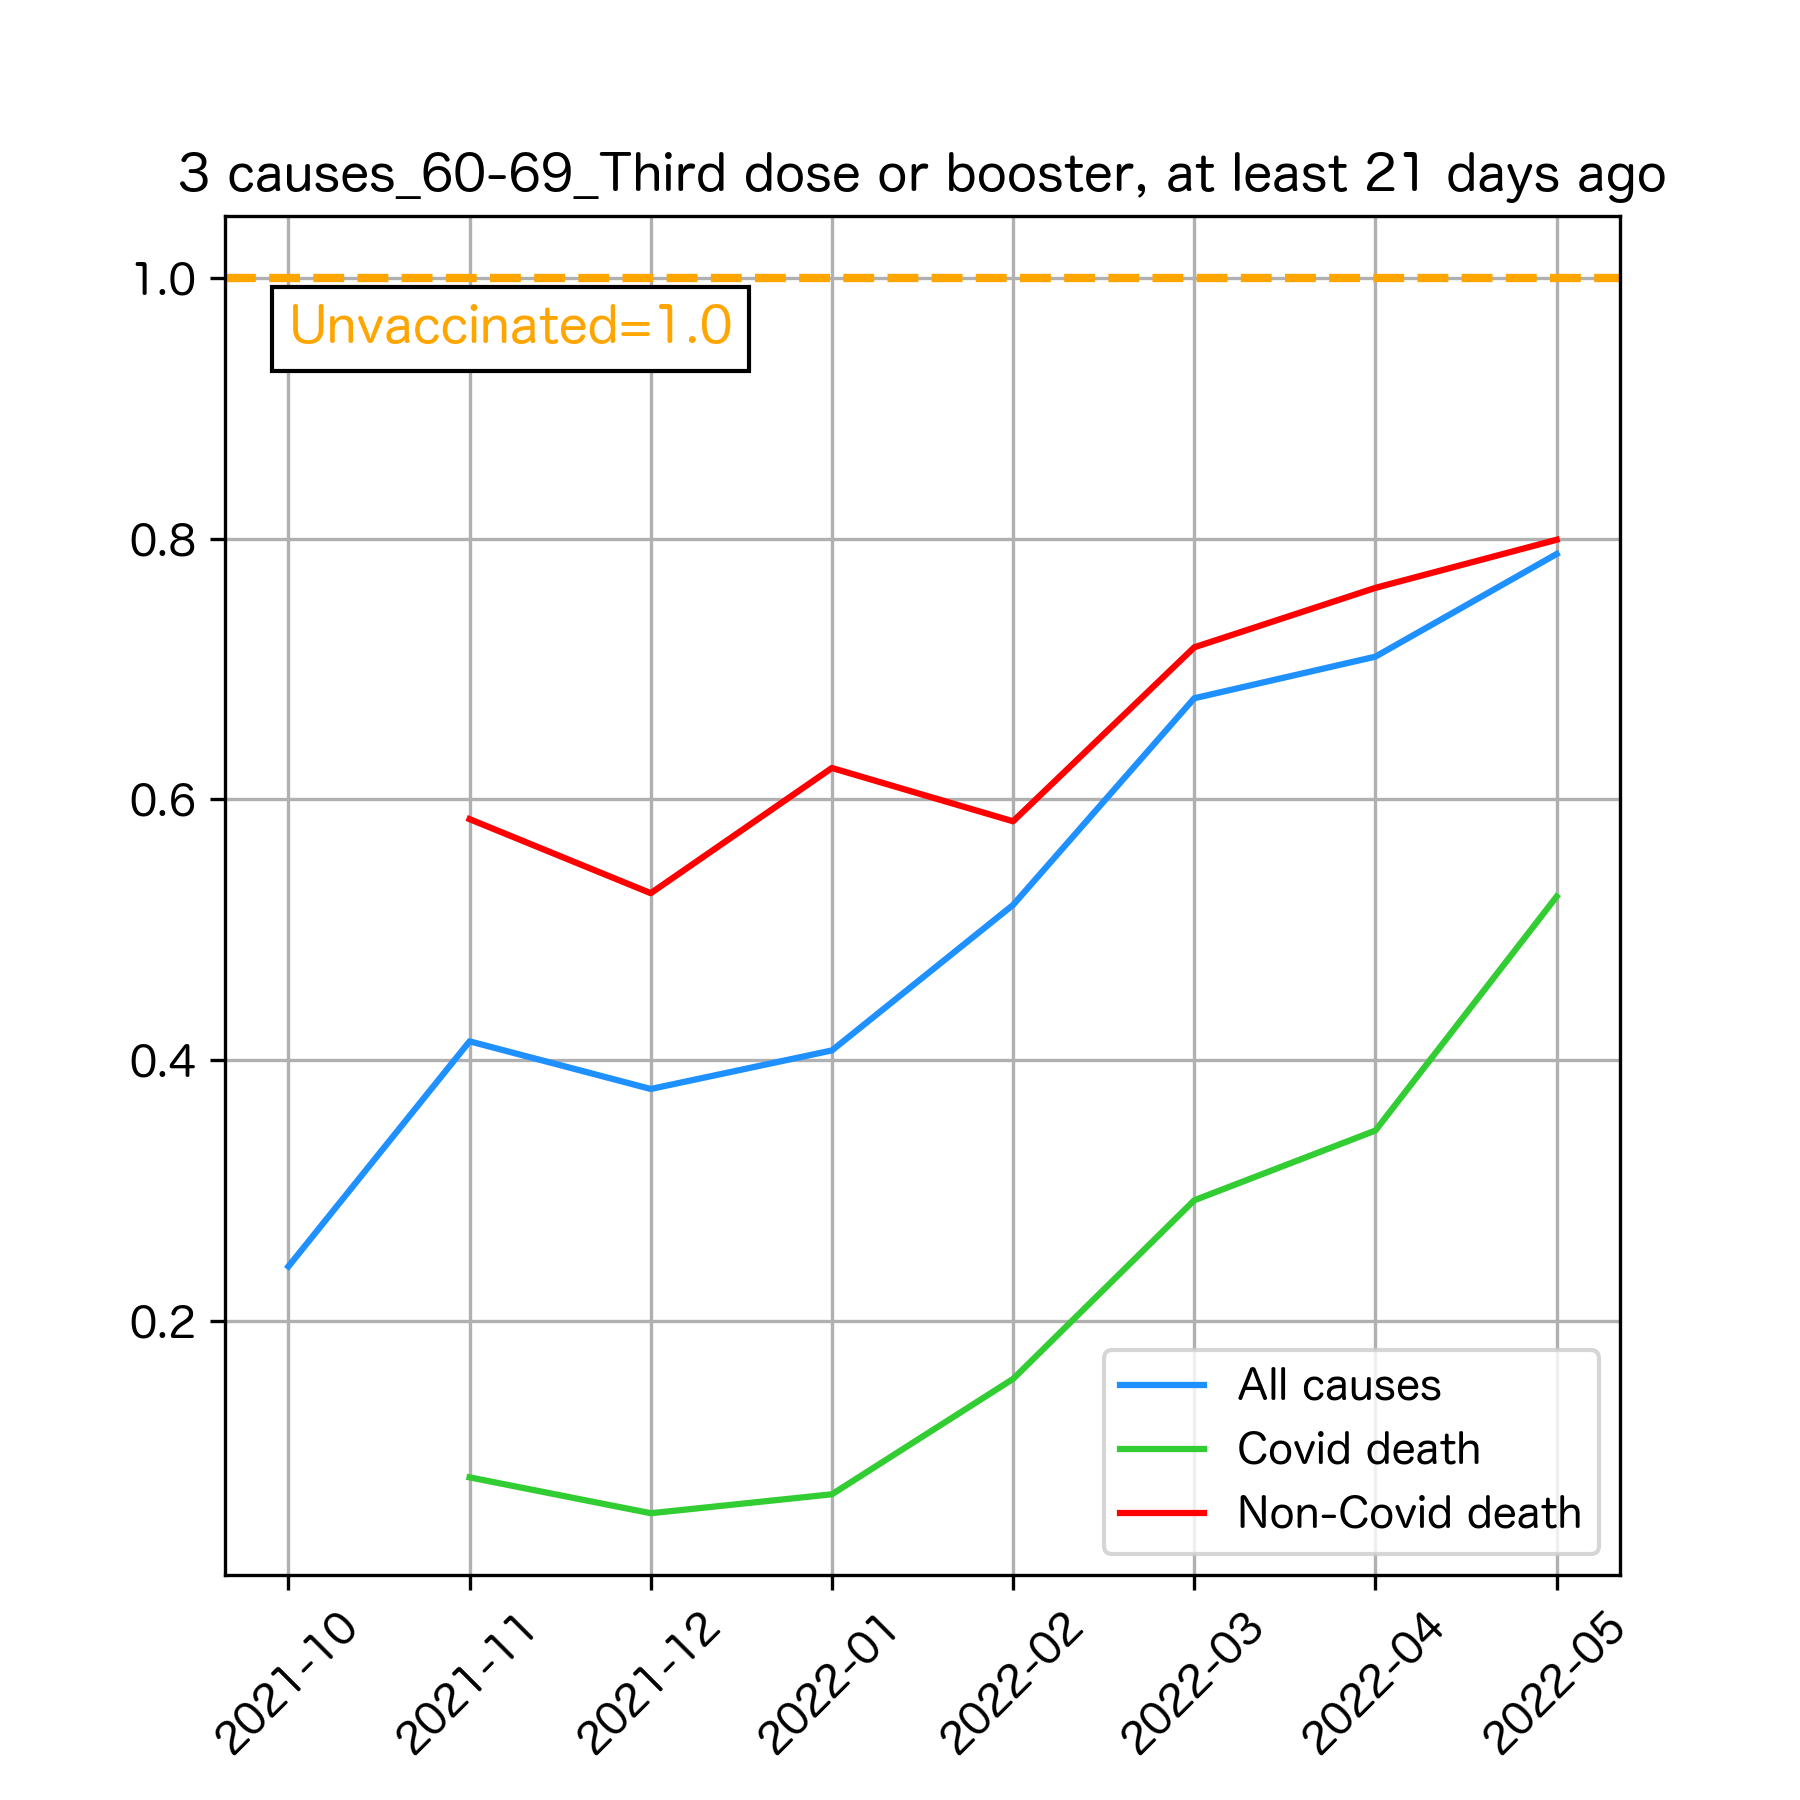 3 causes_60-69_Third dose or booster, at least 21 days ago
1.0
Unvaccinated=1.0
0.8
0.6
0.4
0.2
All causes
Covid death
Non-Covid death
2021-10
2021-11
2021-12
2022-01
2022-02
2022-03
2022-04
2022-05